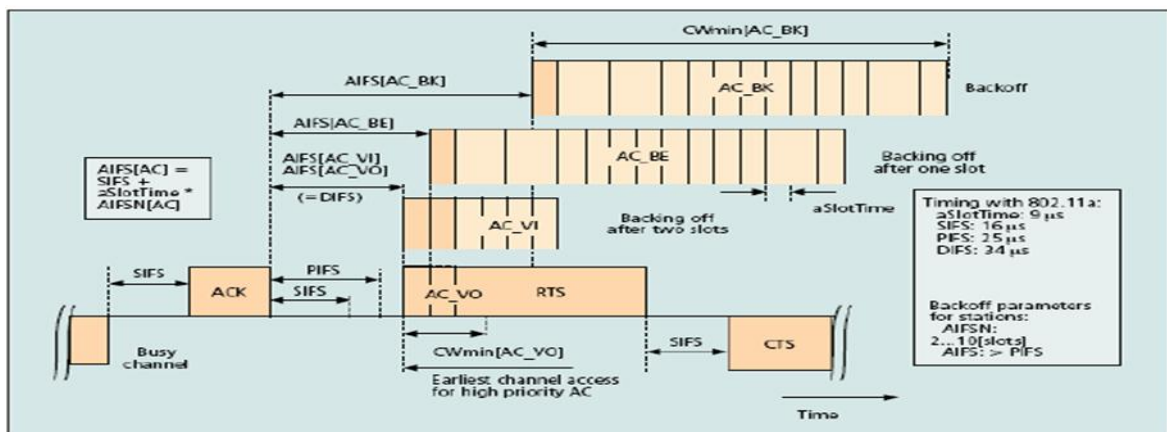 CWmin[AC_BK]
AIFS[AC_BK]
AC_BK
Backoff
AIFS[AC_BE]
AC_BE
AIFS[AC_VI]
AIFS[AC_VO]
(=DIFS)
Backing off
after one slot
AIFS[AC] =
SIFS +
aSlotTime *
AIFSN[AC]
aSlotTime
AC_VI
Backing off
after two slots
Timing with 802.11a:
aSlotTime: 9 µs
SIFS: 16 µs
PIFS: 25 µs
DIFS: 34 µs
Backoff parameters
for stations:
AIFSN:
2...10[slots]
AIFS: > PIFS
SIFS
ACK
PIFS
SIFS
AC_VO
RTS
Busy
channel
CWmin[AC_VO]
SIFS
CTS
Earliest channel access
for high priority AC
Time